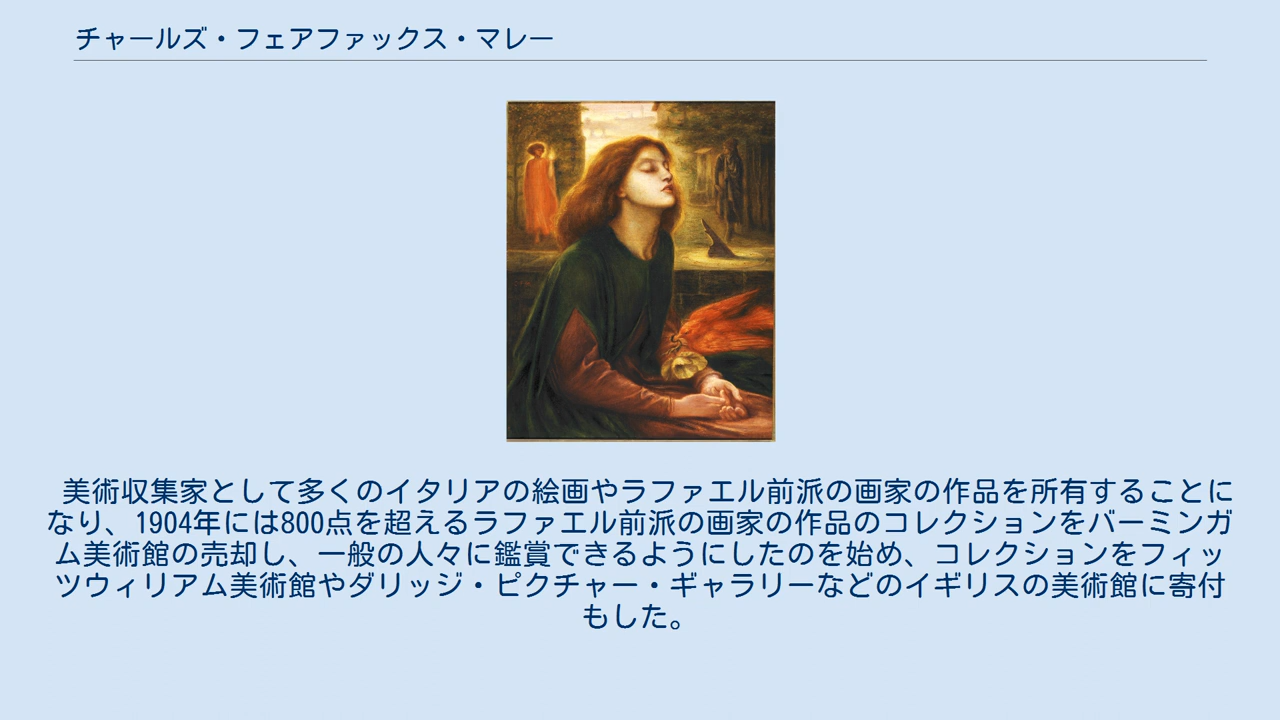 チャールズ・フェアファックス・マレー
美術収集家として多くのイタリアの絵画やラファエル前派の画家の作品を所有することに
なり、1904年には800点を超えるラファエル前派の画家の作品のコレクションをバーミンガ
ム美術館の売却し、一般の人々に鑑賞できるようにしたのを始め、コレクションをフィッ
ツウィリアム美術館やダリッジ・ピクチャー・ギャラリーなどのイギリスの美術館に寄付
もした。